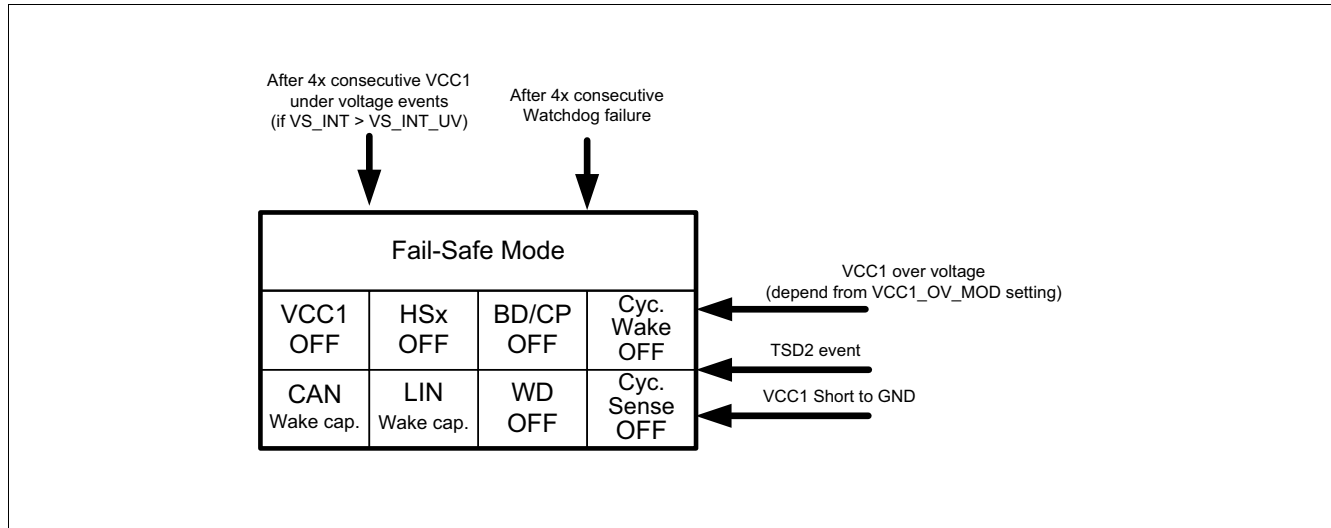 After 4x consecutive VCC1
under voltage events
(if VS_INT > VS_INT_UV)
After 4x consecutive
Watchdog failure
Fail-Safe Mode
VCC1
OFF
HSx
OFF
BD/CP
OFF
Cyc.
Wake
OFF
CAN
Wake cap.
LIN
Wake cap.
WD
OFF
Cyc.
Sense
OFF
VCC1 over voltage
(depend from VCC1_OV_MOD setting)
TSD2 event
VCC1 Short to GND